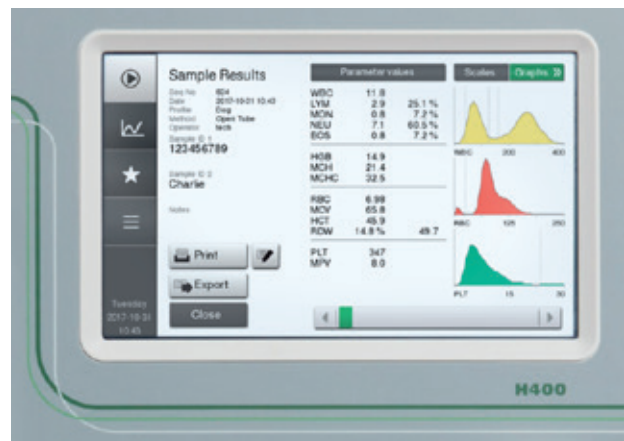 Sample Results
Seq No 824
Date 2017-10-31 10:43
Profile Dog
Method Open Tube
Operator tech
Sample ID 1
123456789
Sample ID 2
Charlie
Notes
Print
Export
Close
Tuesday
2017-10-31
10:45
Parameter values
WBC 11.8
LYM 2.9 25.1 %
MON 0.8 7.2 %
NEU 7.1 60.5 %
EOS 0.8 7.2 %
HGB 14.9
MCH 21.4
MCHC 32.5
RBC 6.98
MCV 65.8
HCT 45.9
RDW 14.8 % 49.7
PLT 347
MPV 8.0
Scales Graphs
WBC 200 400
RBC 125 250
PLT 15 30
H400